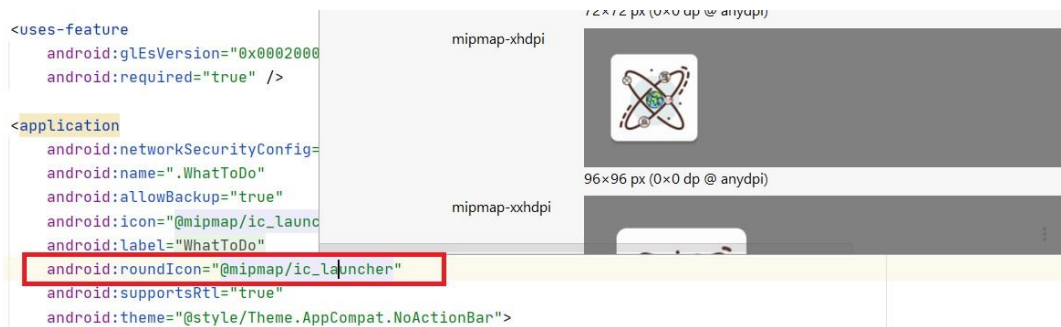 <uses-feature
android:glEsVersion="0x0002000
android:required="true" />
<application
android:networkSecurityConfig=
android:name=".WhatToDo"
android:allowBackup="true"
android:icon="@mipmap/ic_launc
android:label="WhatToDo"
android:roundIcon="@mipmap/ic_launcher"
android:supportsRtl="true"
android:theme="@style/Theme.AppCompat.NoActionBar">
72×72 px (0×0 dp @ anydpi)
mipmap-xhdpi
96×96 px (0×0 dp @ anydpi)
mipmap-xxhdpi